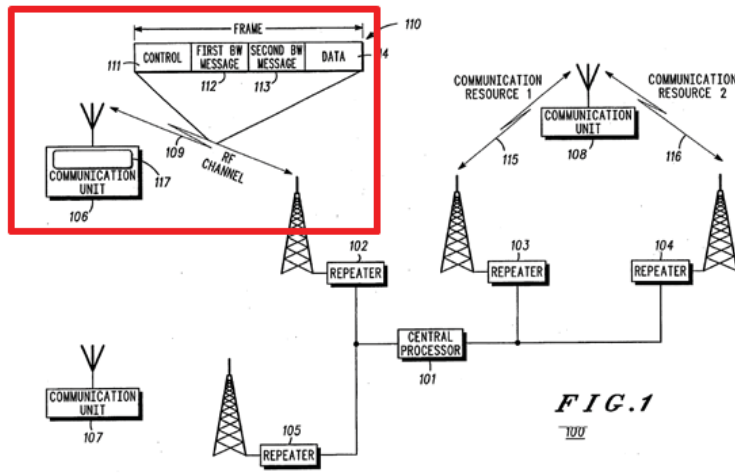 FRAME
110
111
CONTROL
FIRST BW
MESSAGE
SECOND BW
MESSAGE
DATA
14
112
113
109
RF
CHANNEL
117
COMMUNICATION
UNIT
106
COMMUNICATION
RESOURCE 1
COMMUNICATION
RESOURCE 2
COMMUNICATION
UNIT
108
115
116
102
REPEATER
103
REPEATER
104
REPEATER
CENTRAL
PROCESSOR
101
COMMUNICATION
UNIT
107
105
REPEATER
FIG.1
100